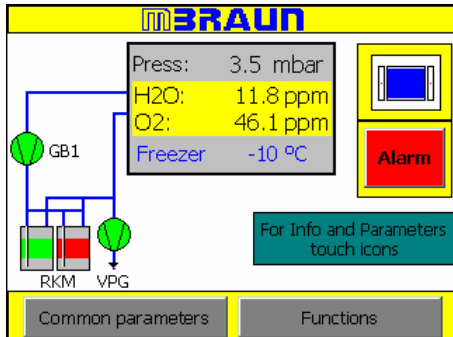 mBRAUN
Press: 3.5 mbar
H2O: 11.8 ppm
O2: 46.1 ppm
Freezer -10 ºC
GB1
Alarm
For Info and Parameters
touch icons
RKM VPG
Common parameters Functions